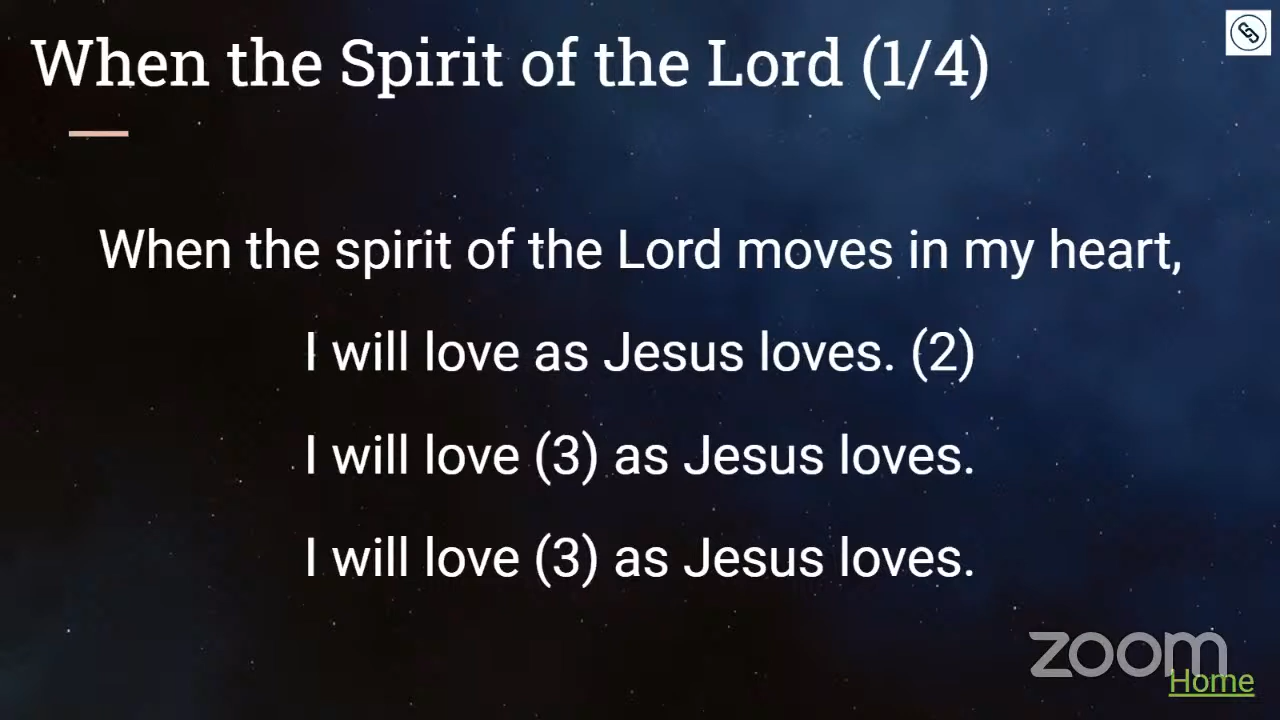 When the Spirit of the Lord (1/4)
When the spirit of the Lord moves in my heart,
I will love as Jesus loves. (2)
I will love (3) as Jesus loves.
I will love (3) as Jesus loves.
zoom
Home